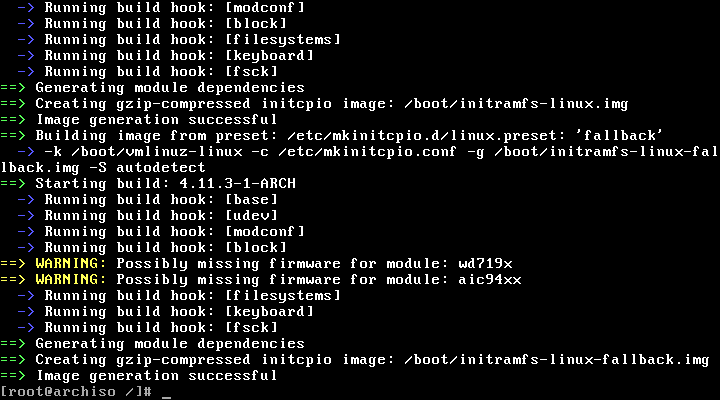 -> Running build hook: [modconf]
-> Running build hook: [block]
-> Running build hook: [filesystems]
-> Running build hook: [keyboard]
-> Running build hook: [fsck]
==> Generating module dependencies
==> Creating gzip-compressed initcpio image: /boot/initramfs-linux.img
==> Image generation successful
==> Building image from preset: /etc/mkinitcpio.d/linux.preset: 'fallback'
-> -k /boot/vmlinuz-linux -c /etc/mkinitcpio.conf -g /boot/initramfs-linux-fal
lback.img -S autodetect
==> Starting build: 4.11.3-1-ARCH
-> Running build hook: [base]
-> Running build hook: [udev]
-> Running build hook: [modconf]
-> Running build hook: [block]
==> WARNING: Possibly missing firmware for module: wd719x
==> WARNING: Possibly missing firmware for module: aic94xx
-> Running build hook: [filesystems]
-> Running build hook: [keyboard]
-> Running build hook: [fsck]
==> Generating module dependencies
==> Creating gzip-compressed initcpio image: /boot/initramfs-linux-fallback.img
==> Image generation successful
[root@archiso /]# _